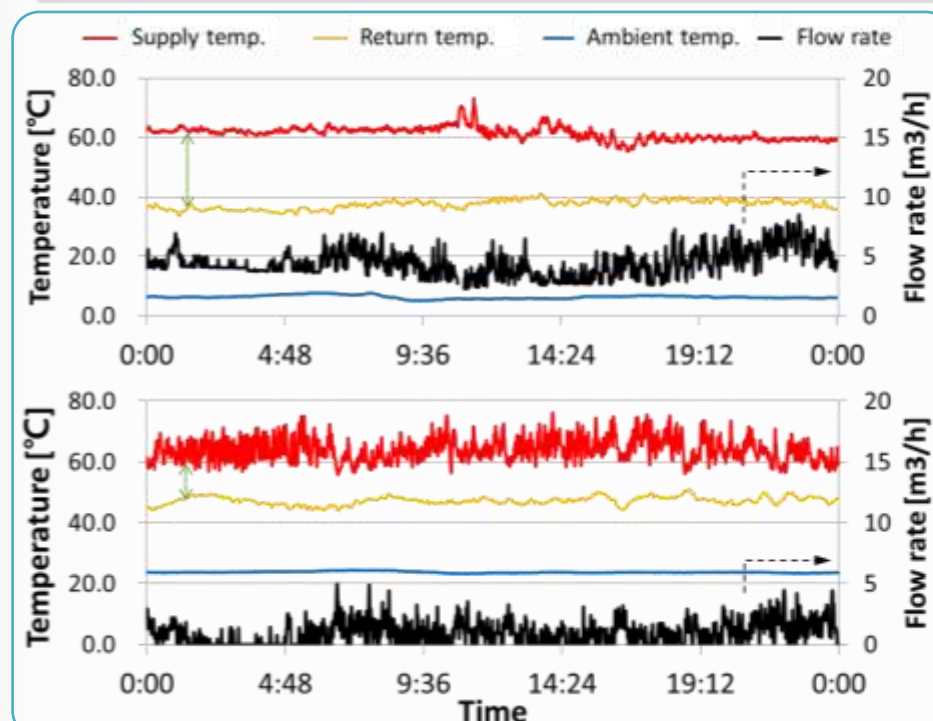 Supply temp. Return temp. Ambient temp. Flow rate
Temperature [°C]
80.0
60.0
40.0
20.0
0.0
20
15
10
5
0
Flow rate [m3/h]
0:00 4:48 9:36 14:24 19:12 0:00
Temperature [°C]
80.0
60.0
40.0
20.0
0.0
20
15
10
5
0
Flow rate [m3/h]
0:00 4:48 9:36 14:24 19:12 0:00
Time